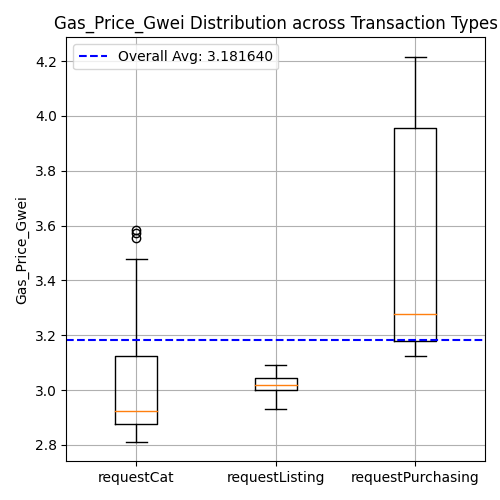 Gas_Price_Gwei Distribution across Transaction Types
Overall Avg: 3.181640
4.2
4.0
3.8
3.6
3.4
3.2
3.0
2.8
Gas_Price_Gwei
requestCat
requestListing
requestPurchasing